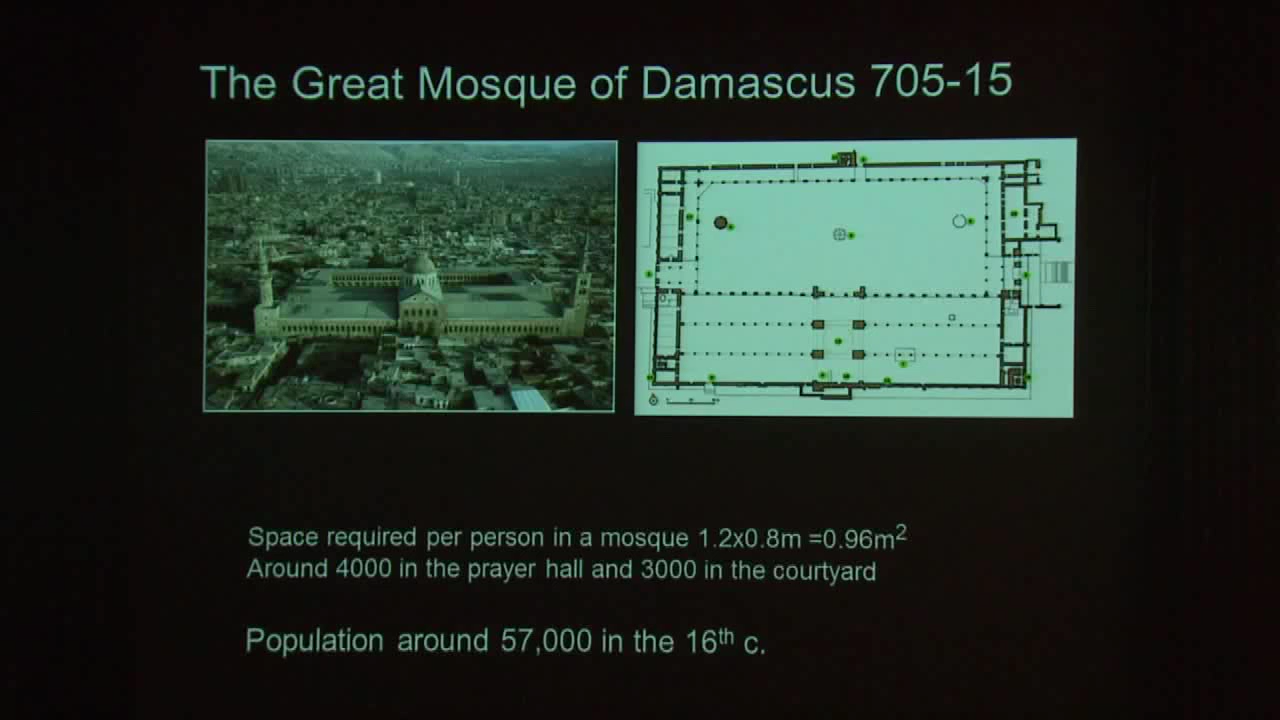 The Great Mosque of Damascus 705-15
Space required per person in a mosque 1.2x0.8m =0.96m²
Around 4000 in the prayer hall and 3000 in the courtyard
Population around 57,000 in the 16th c.